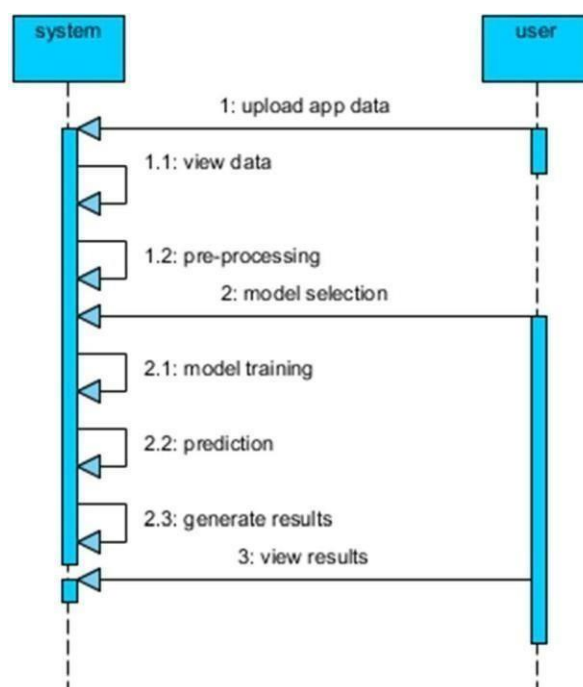 system
user
1: upload app data
1.1: view data
1.2: pre-processing
2: model selection
2.1: model training
2.2: prediction
2.3: generate results
3: view results